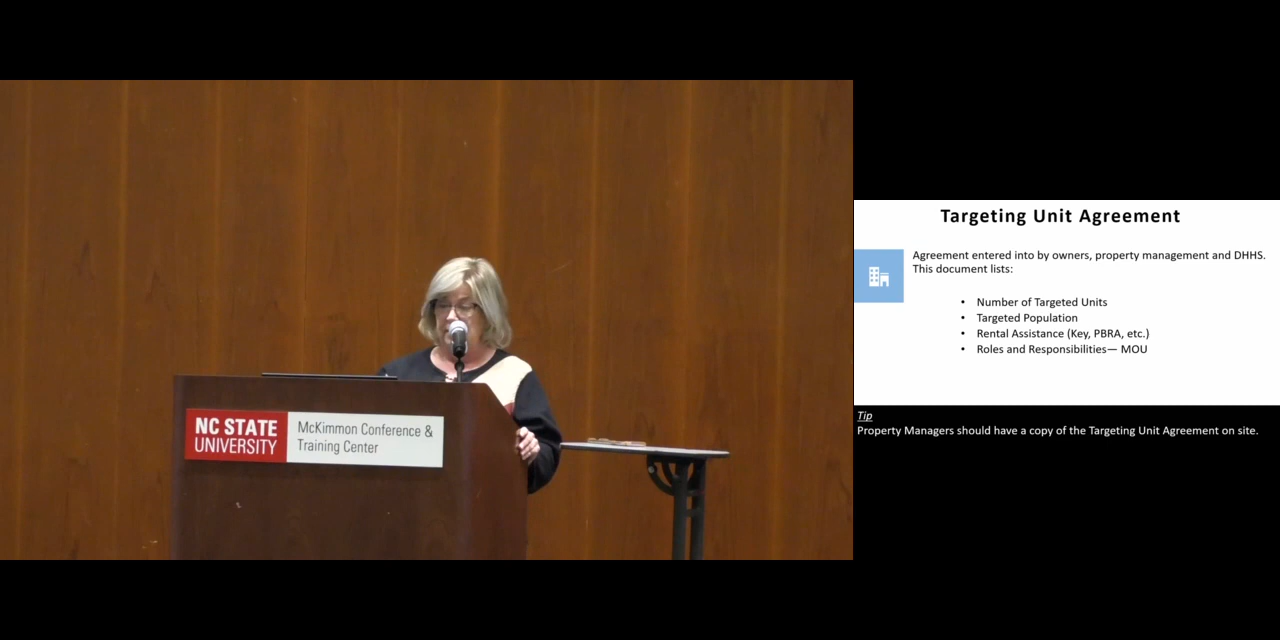 NC STATE
UNIVERSITY
McKimmon Conference &
Training Center
Targeting Unit Agreement
Agreement entered into by owners, property management and DHHS.
This document lists:
• Number of Targeted Units
• Targeted Population
• Rental Assistance (Key, PBRA, etc.)
• Roles and Responsibilities— MOU
Tip
Property Managers should have a copy of the Targeting Unit Agreement on site.